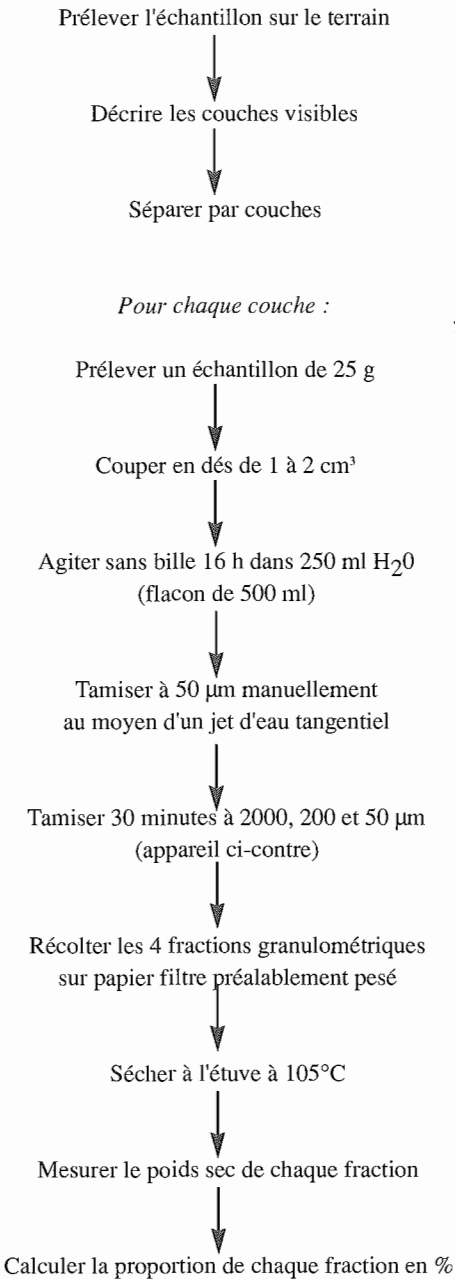 Prélever l'échantillon sur le terrain
Décrire les couches visibles
Séparer par couches
Pour chaque couche :
Prélever un échantillon de 25 g
Couper en dés de 1 à 2 cm³
Agiter sans bille 16 h dans 250 ml H₂0
(flacon de 500 ml)
Tamiser à 50 µm manuellement
au moyen d'un jet d'eau tangentiel
Tamiser 30 minutes à 2000, 200 et 50 µm
(appareil ci-contre)
Récolter les 4 fractions granulométriques
sur papier filtre préalablement pesé
Sécher à l'étuve à 105°C
Mesurer le poids sec de chaque fraction
Calculer la proportion de chaque fraction en %